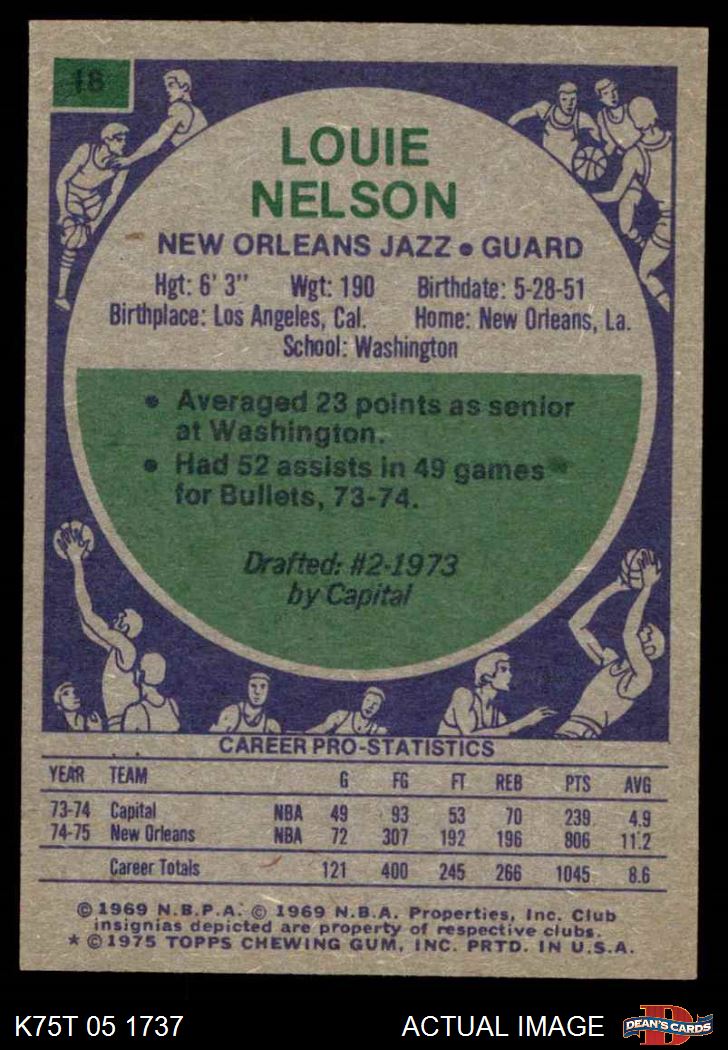 18
LOUIE
NELSON
NEW ORLEANS JAZZ • GUARD
Hgt: 6' 3" Wgt: 190 Birthdate: 5-28-51
Birthplace: Los Angeles, Cal. Home: New Orleans, La.
School: Washington
• Averaged 23 points as senior
at Washington.
• Had 52 assists in 49 games
for Bullets, 73-74.
Drafted: #2-1973
by Capital
CAREER PRO-STATISTICS
YEAR TEAM G FG FT REB PTS AVG
73-74 Capital NBA 49 93 53 70 239 4.9
74-75 New Orleans NBA 72 307 192 196 806 11.2
Career Totals 121 400 245 266 1045 8.6
© 1969 N.B.P.A. © 1969 N.B.A. Properties, Inc. Club
insignias depicted are property of respective clubs.
* © 1975 TOPPS CHEWING GUM, INC. PRTD. IN U.S.A.
K75T 05 1737 ACTUAL IMAGE D DEAN'S CARDS